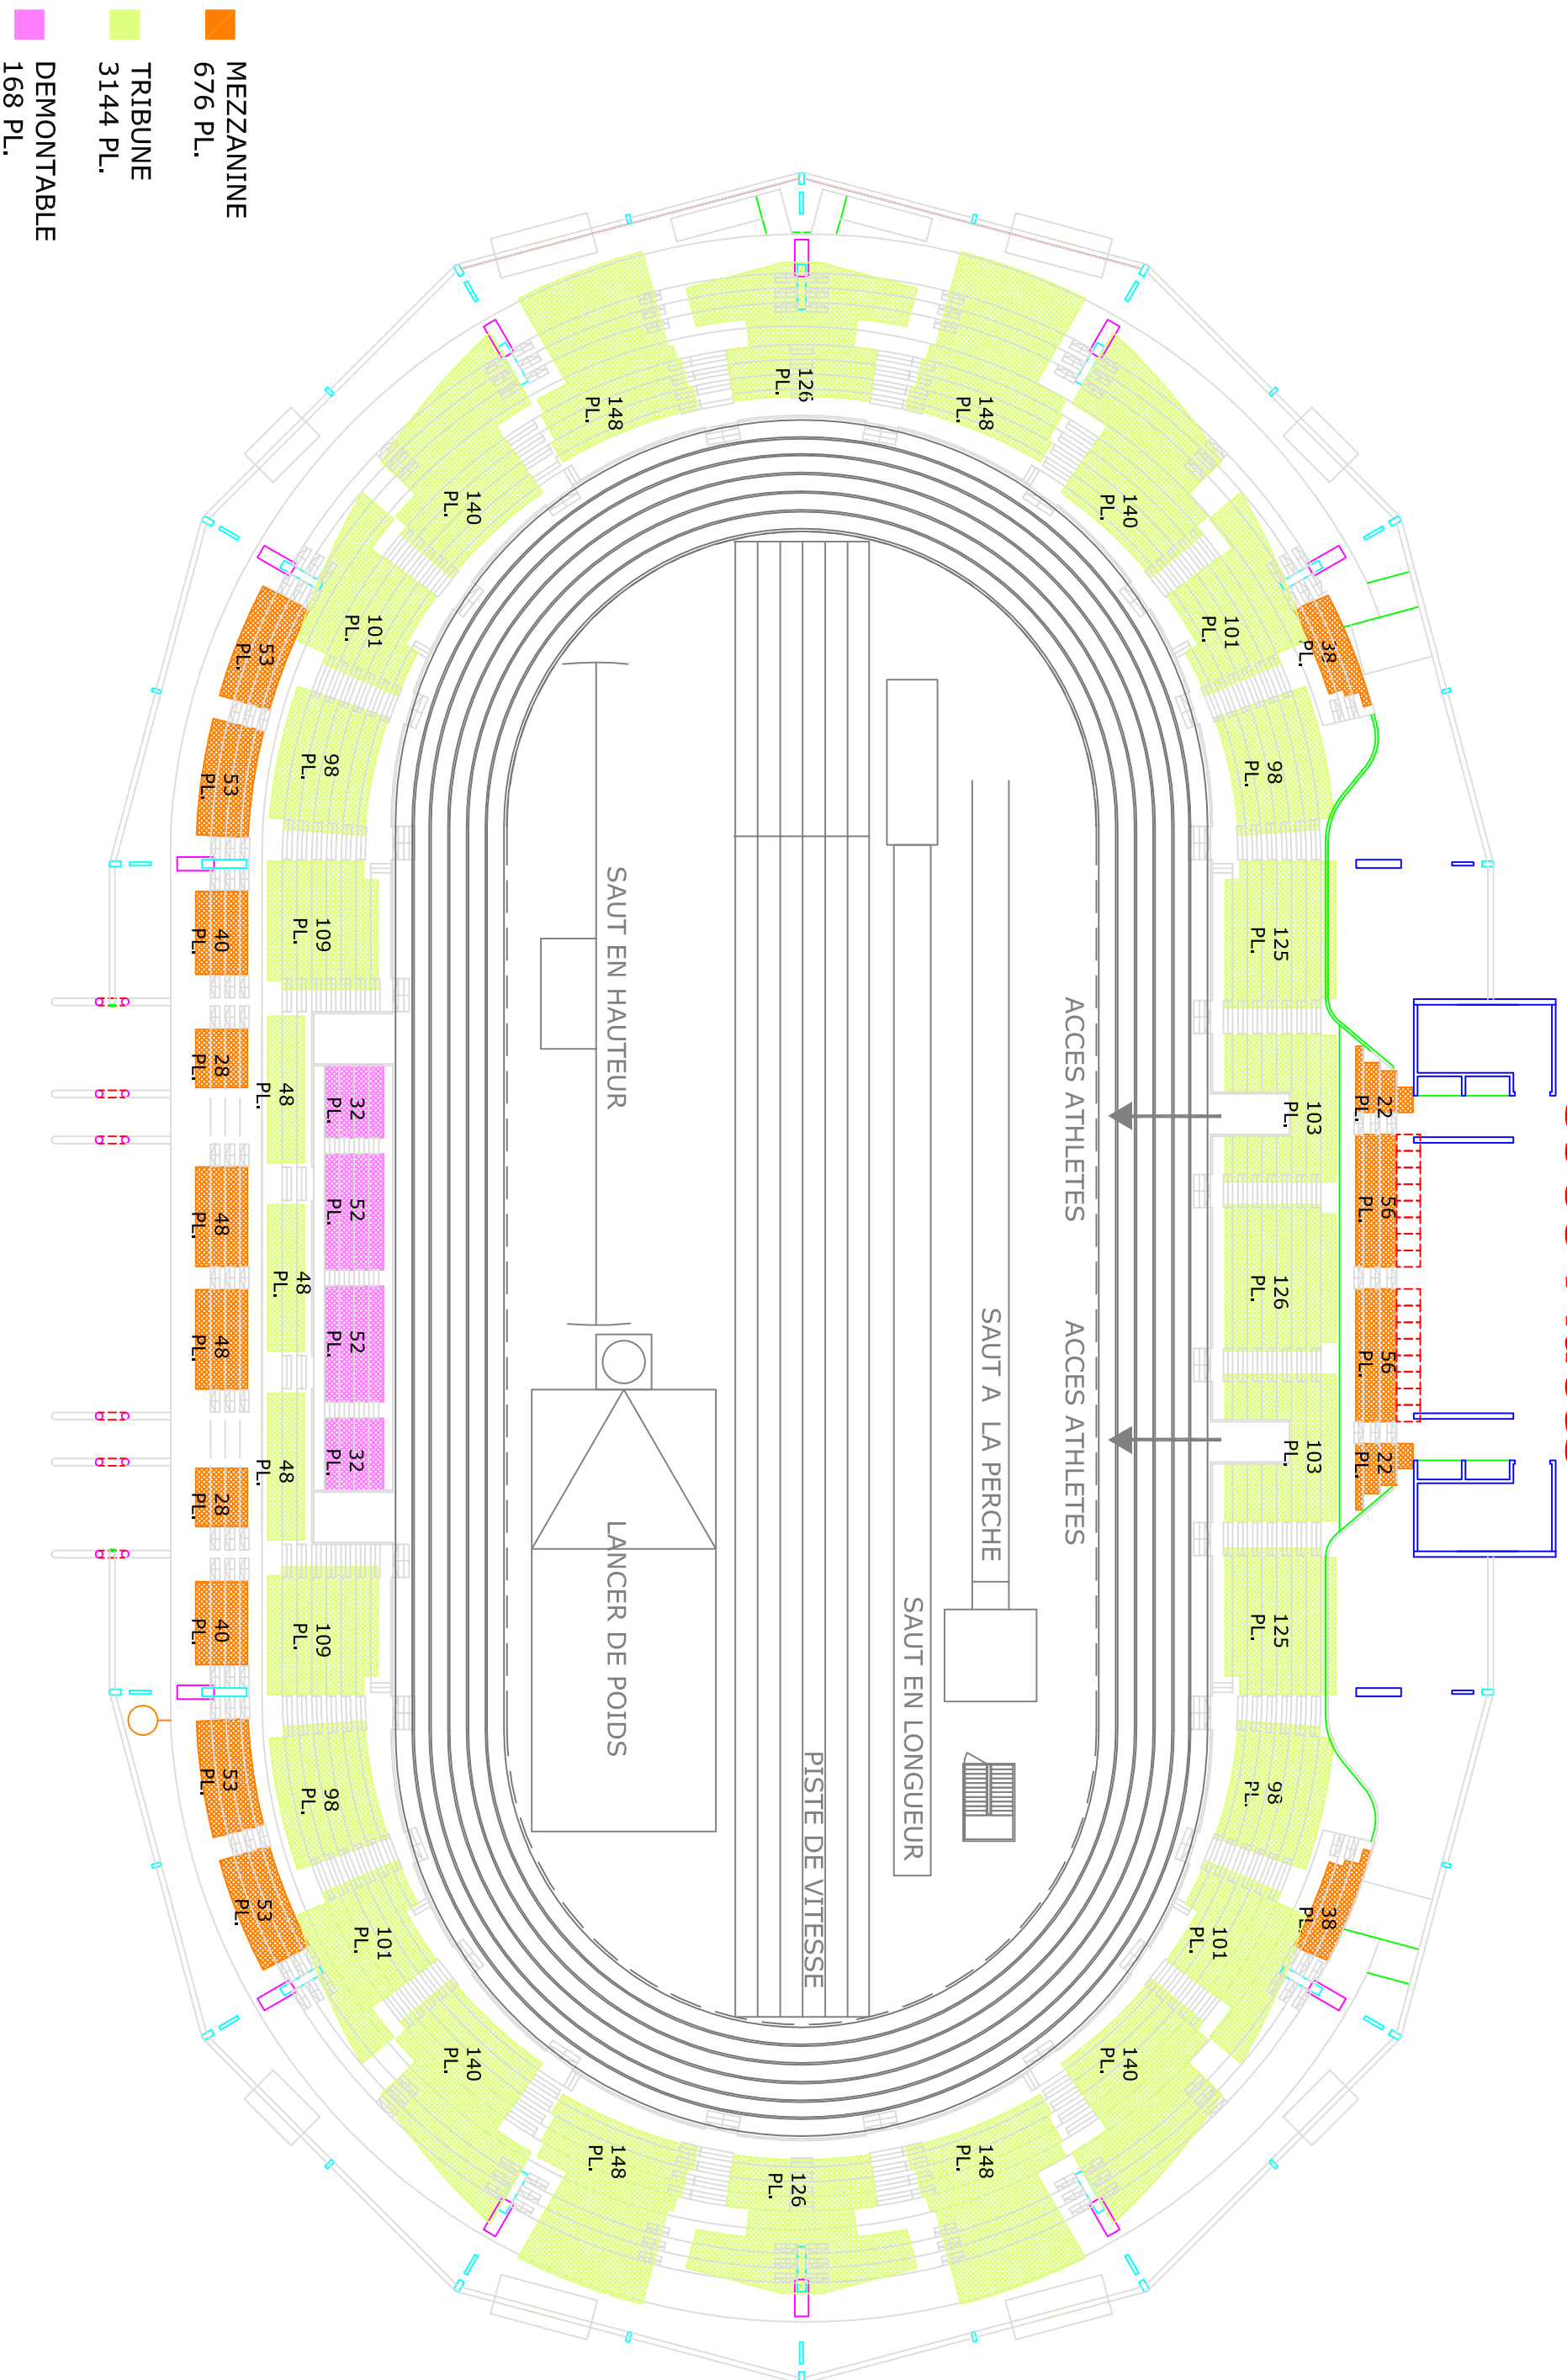 38
PL.
22
PL.
56
PL.
56
PL.
22
PL.
38
PL.
101
PL.
98
PL.
125
PL.
103
PL.
126
PL.
103
PL.
125
PL.
98
PL.
101
PL.
140
PL.
140
PL.
ACCES ATHLETES
ACCES ATHLETES
148
PL.
148
PL.
SAUT A LA PERCHE
SAUT EN LONGUEUR
126
PL.
PISTE DE VITESSE
126
PL.
148
PL.
SAUT EN HAUTEUR
LANCER DE POIDS
148
PL.
140
PL.
140
PL.
101
PL.
32
PL.
52
PL.
52
PL.
32
PL.
101
PL.
98
PL.
109
PL.
48
PL.
48
PL.
48
PL.
109
PL.
98
PL.
53
PL.
53
PL.
40
PL.
28
PL.
48
PL.
48
PL.
28
PL.
40
PL.
53
PL.
53
PL.
MEZZANINE
676 PL.
TRIBUNE
3144 PL.
DEMONTABLE
168 PL.